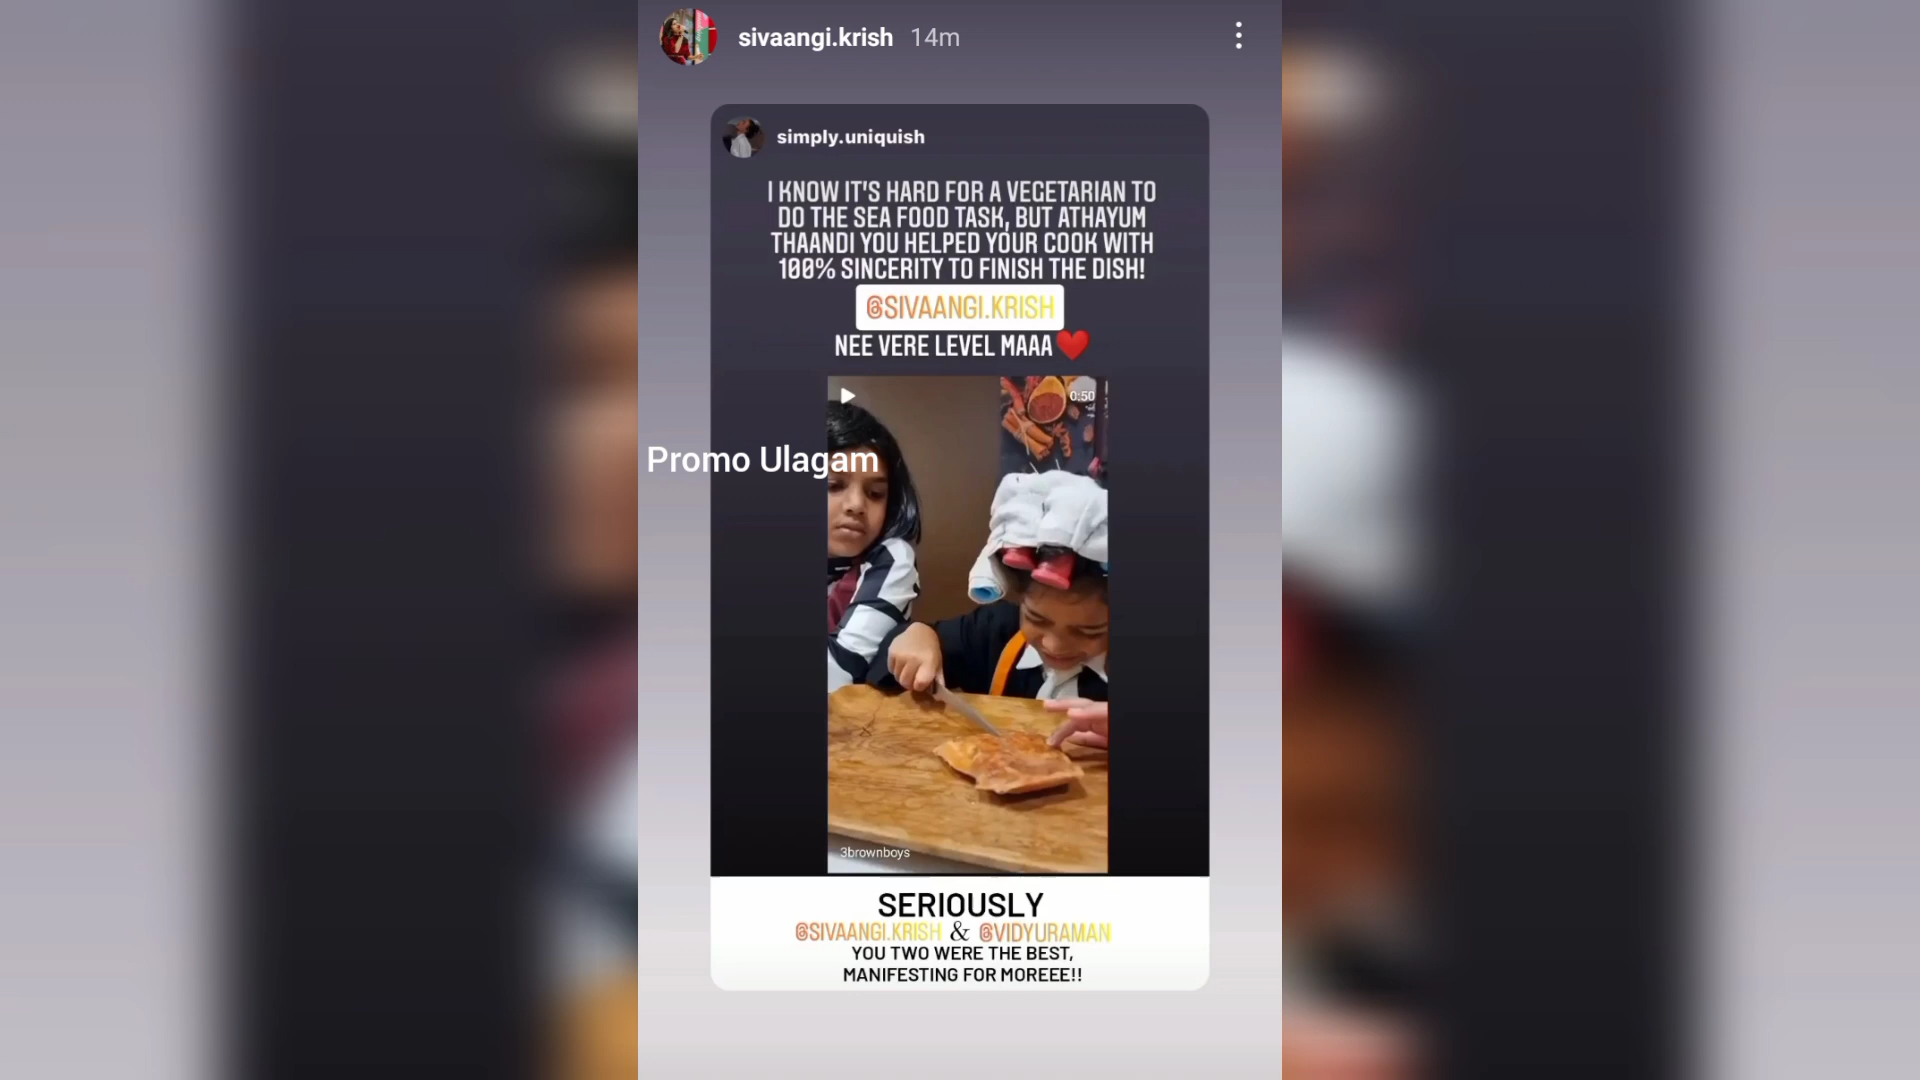 sivaangi.krish 14m
simply.uniquish
I KNOW IT'S HARD FOR A VEGETARIAN TO
DO THE SEA FOOD TASK, BUT ATHAYUM
THAANDI YOU HELPED YOUR COOK WITH
100% SINCERITY TO FINISH THE DISH!
@SIVAANGI.KRISH
NEE VERE LEVEL MAAA
0:50
Promo Ulagam
3brownboys
SERIOUSLY
@SIVAANGI.KRISH & @VIDYURAMAN
YOU TWO WERE THE BEST,
MANIFESTING FOR MOREEE!!